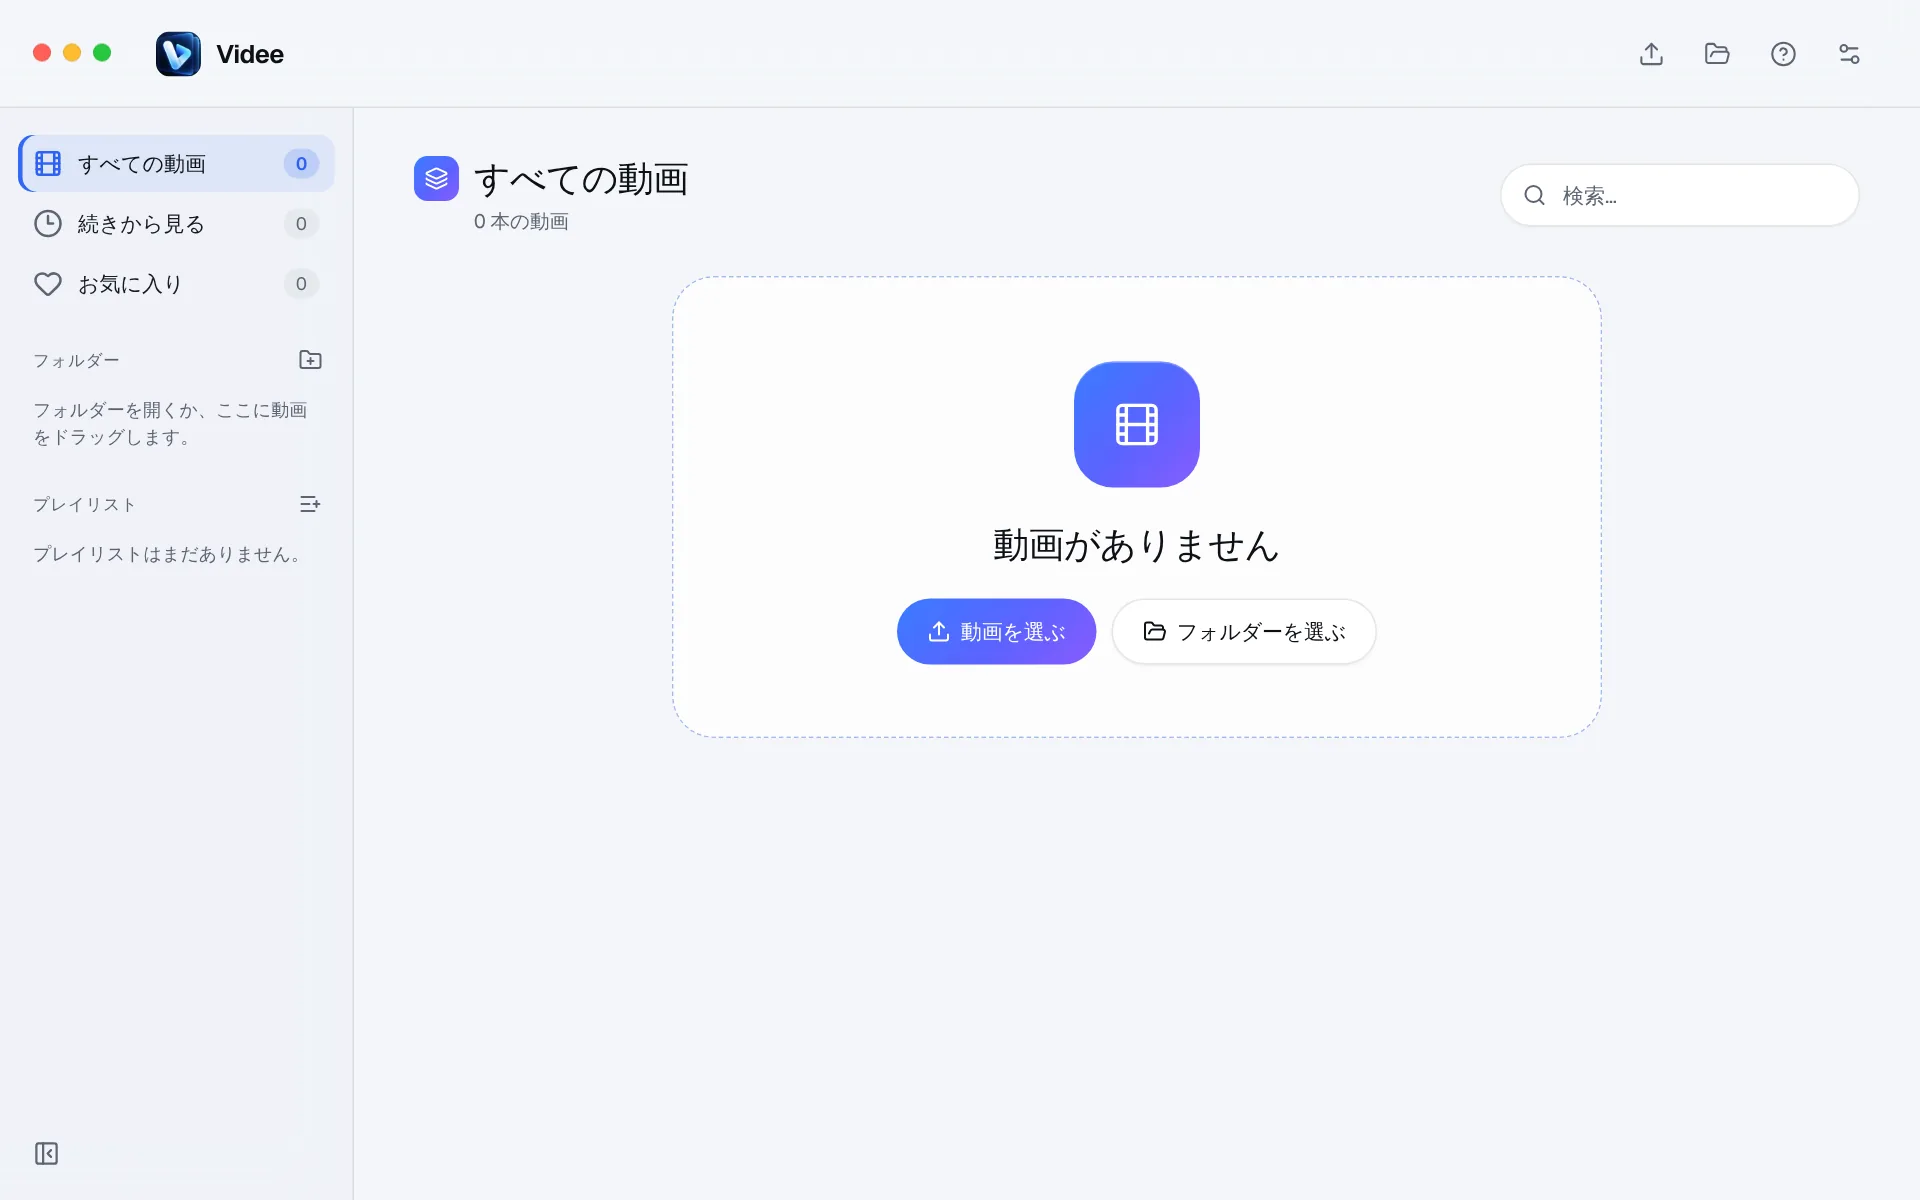 Videe
すべての動画 0
続きから見る 0
お気に入り 0
フォルダー
フォルダーを開くか、ここに動画
をドラッグします。
プレイリスト
プレイリストはまだありません。
すべての動画
0 本の動画
検索...
動画がありません
動画を選ぶ
フォルダーを選ぶ